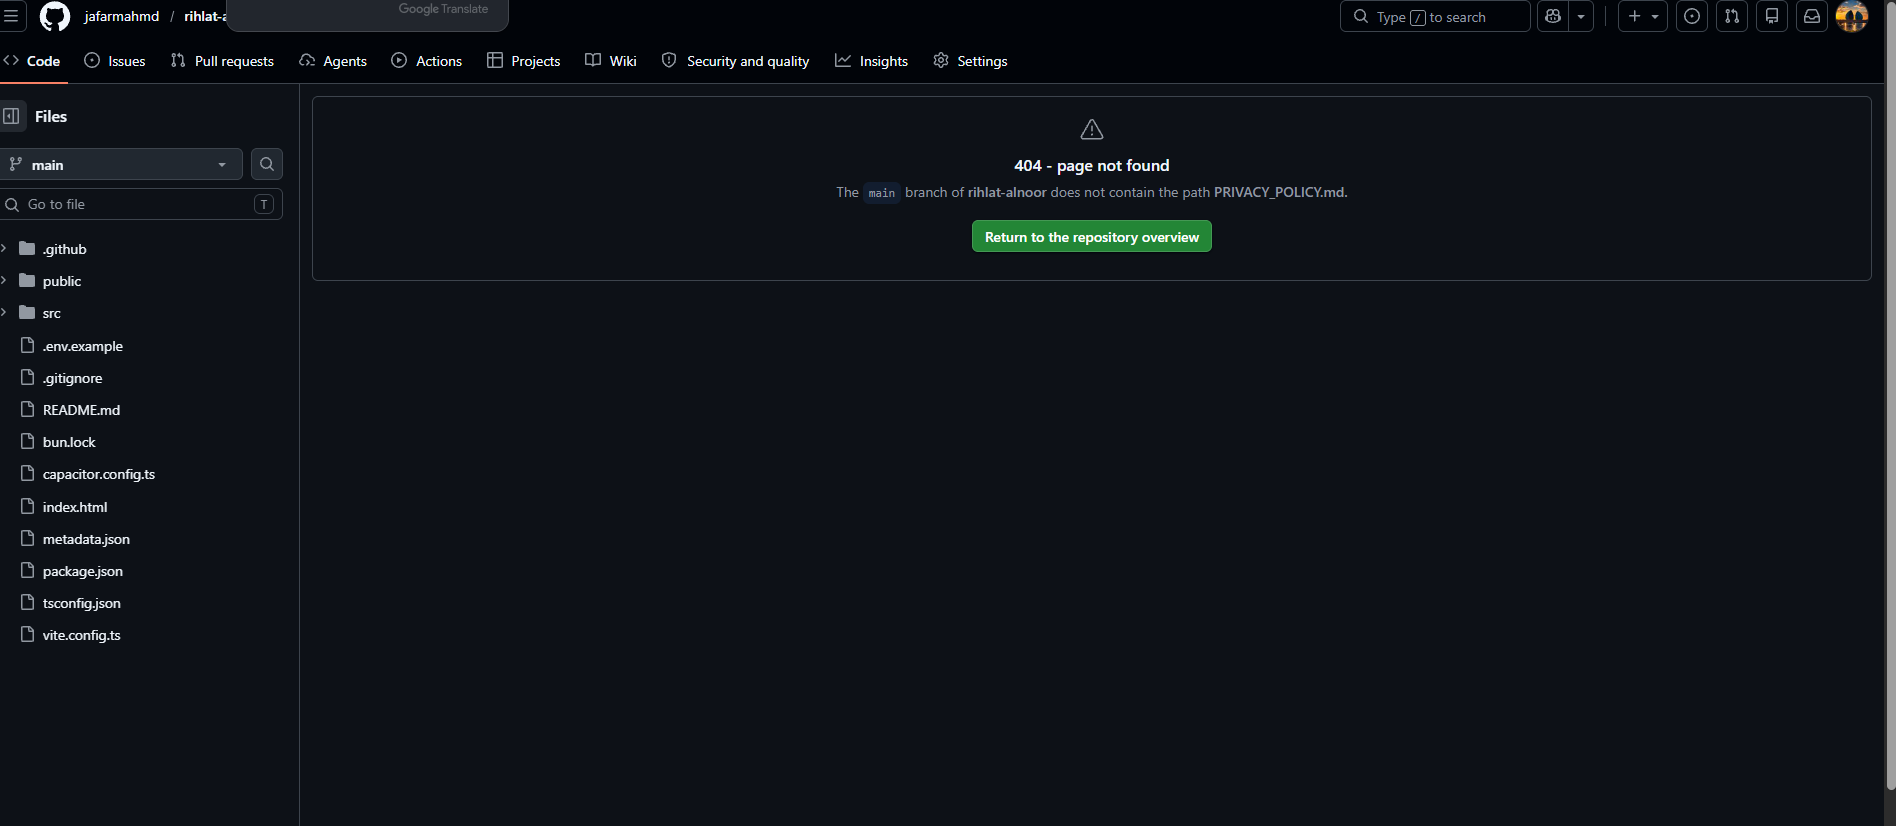 jafarmahmd / rihlat-a
Google Translate
Type / to search
Code
Issues
Pull requests
Agents
Actions
Projects
Wiki
Security and quality
Insights
Settings
Files
main
Go to file
T
.github
public
src
.env.example
.gitignore
README.md
bun.lock
capacitor.config.ts
index.html
metadata.json
package.json
tsconfig.json
vite.config.ts
404 - page not found
The main branch of rihlat-alnoor does not contain the path PRIVACY_POLICY.md.
Return to the repository overview